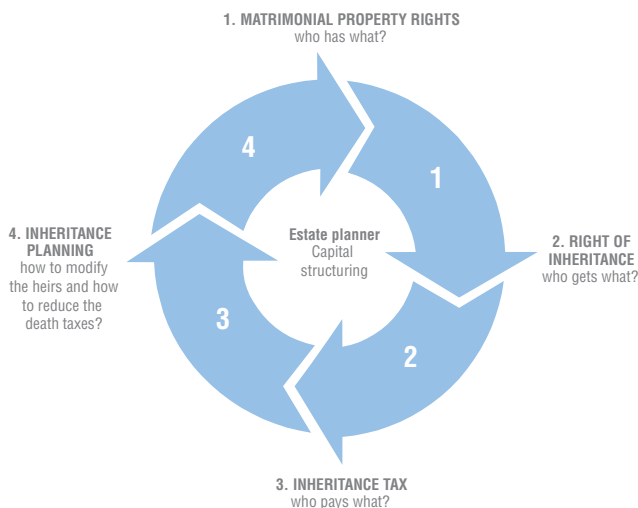 1. MATRIMONIAL PROPERTY RIGHTS
who has what?
4
1
Estate planner
Capital
structuring
2. RIGHT OF
INHERITANCE
who gets what?
4. INHERITANCE
PLANNING
how to modify
the heirs and how
to reduce the
death taxes?
3
2
3. INHERITANCE TAX
who pays what?